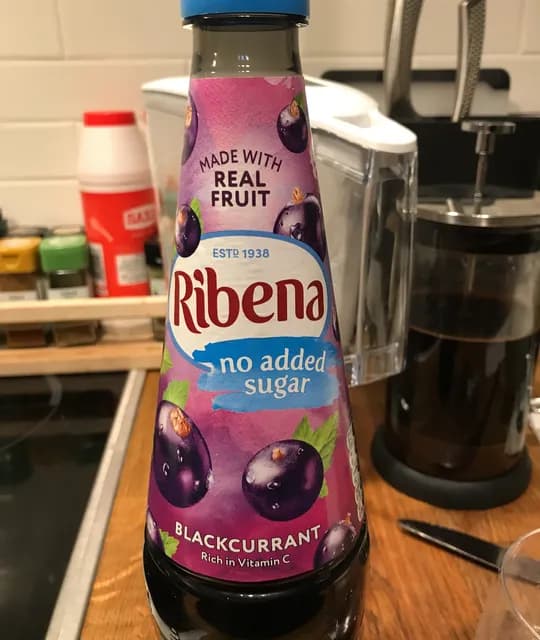 MADE WITH
REAL
FRUIT
ESTD 1938
Ribena
no added
sugar
BLACKCURRANT
Rich in Vitamin C